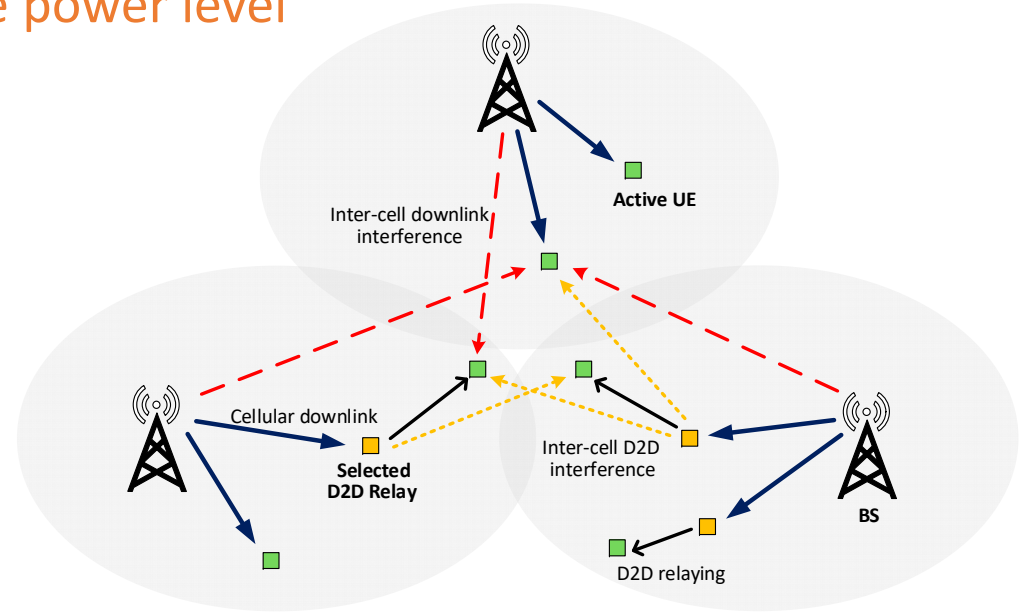 e power level
Active UE
Inter-cell downlink
interference
Cellular downlink
Selected
D2D Relay
Inter-cell D2D
interference
BS
D2D relaying